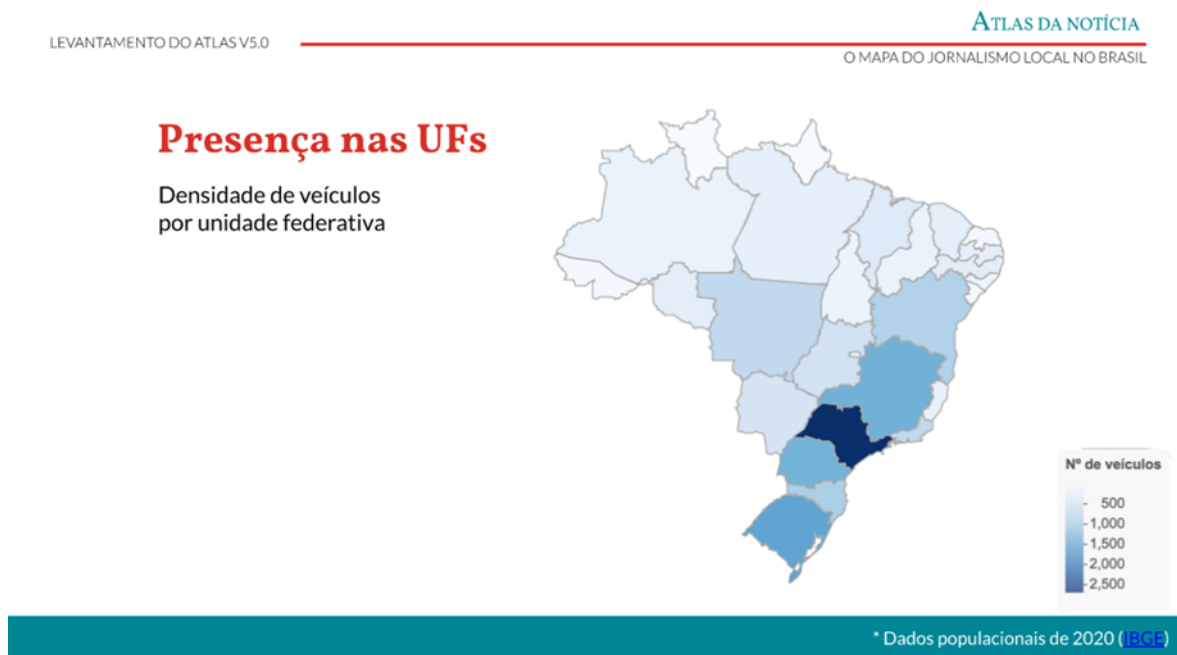 LEVANTAMENTO DO ATLAS V5.0
ATLAS DA NOTÍCIA
O MAPA DO JORNALISMO LOCAL NO BRASIL
Presença nas UFs
Densidade de veículos
por unidade federativa
Nº de veículos
500
1,000
1,500
2,000
2,500
* Dados populacionais de 2020 (IBGE)